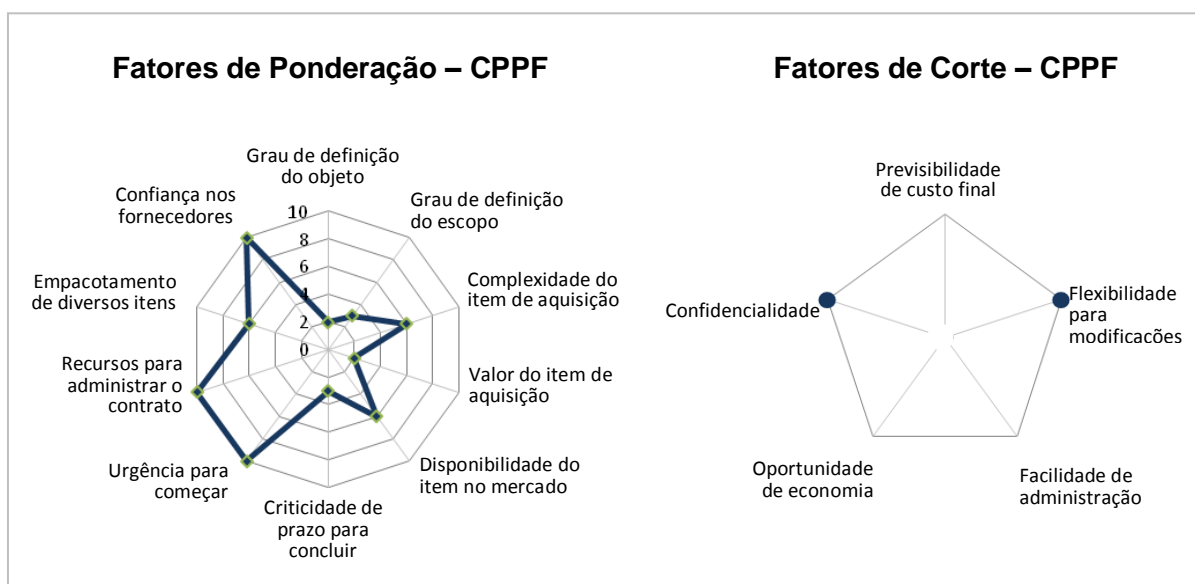 Fatores de Ponderação – CPPF
Grau de definição
do objeto
Grau de definição
do escopo
Complexidade do
item de aquisição
Valor do item de
aquisição
Disponibilidade do
item no mercado
Criticidade de
prazo para
concluir
Urgência para
começar
Recursos para
administrar o
contrato
Empacotamento
de diversos itens
Confiança nos
fornecedores
10
8
6
4
2
0
Fatores de Corte – CPPF
Previsibilidade
de custo final
Flexibilidade
para
modificacões
Facilidade de
administração
Oportunidade
de economia
Confidencialidade